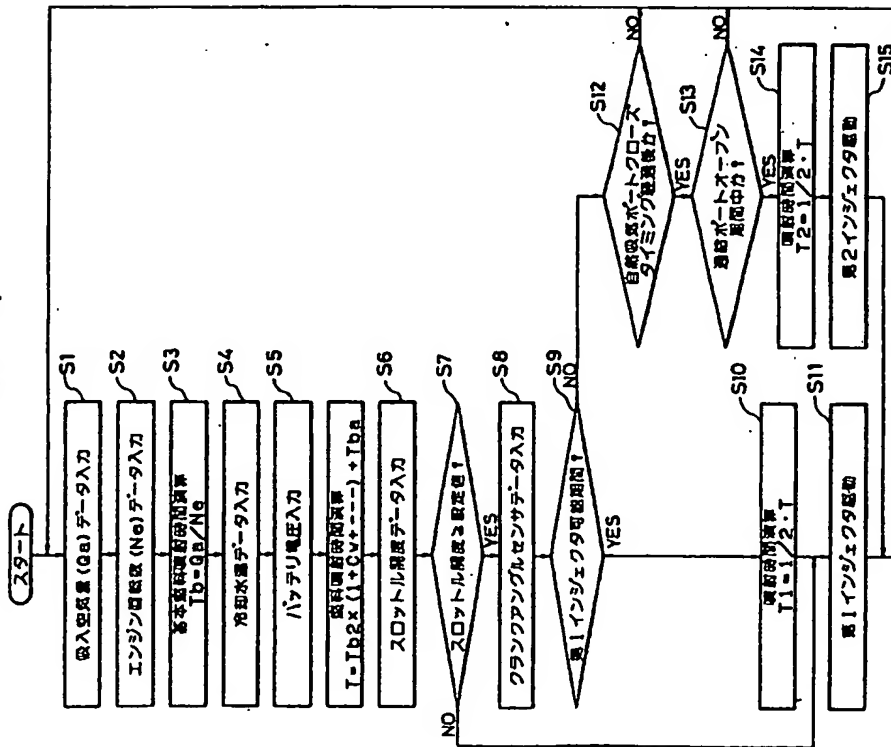 スタート
S1
吸入空気量(Qa)データ入力
S2
エンジン回転数(Ne)データ入力
S3
基本燃料噴射時間演算
Tb=Qa/Ne
S4
冷却水温データ入力
S5
バッテリ電圧入力
燃料噴射時間演算
T=Tb2×(1+Cw+---)+Tba
S6
スロットル開度データ入力
S7
スロットル開度≧設定値?
NO
YES
S8
クランクアングルセンサデータ入力
S9
第1インジェクタ可能期間?
NO
YES
S10
噴射時間演算
T1=1/2・T
S11
第1インジェクタ駆動
S12
自然吸気ポートクローズ
タイミング経過後か?
NO
YES
S13
過給ポートオープン
期間中か?
NO
YES
S14
噴射時間演算
T2=1/2・T
S15
第2インジェクタ駆動